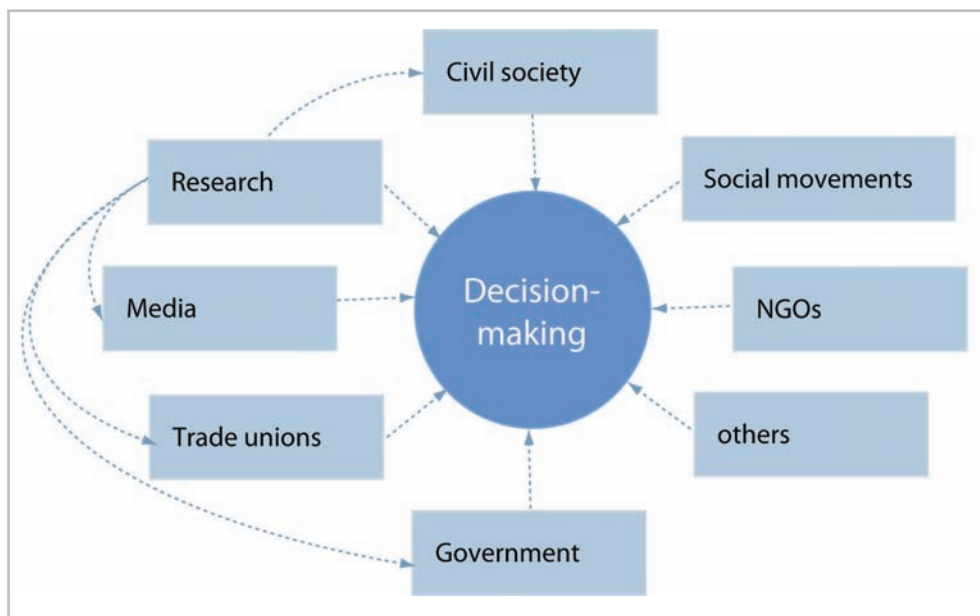 Civil society
Research
Social movements
Media
Decision-
making
NGOs
Trade unions
others
Government